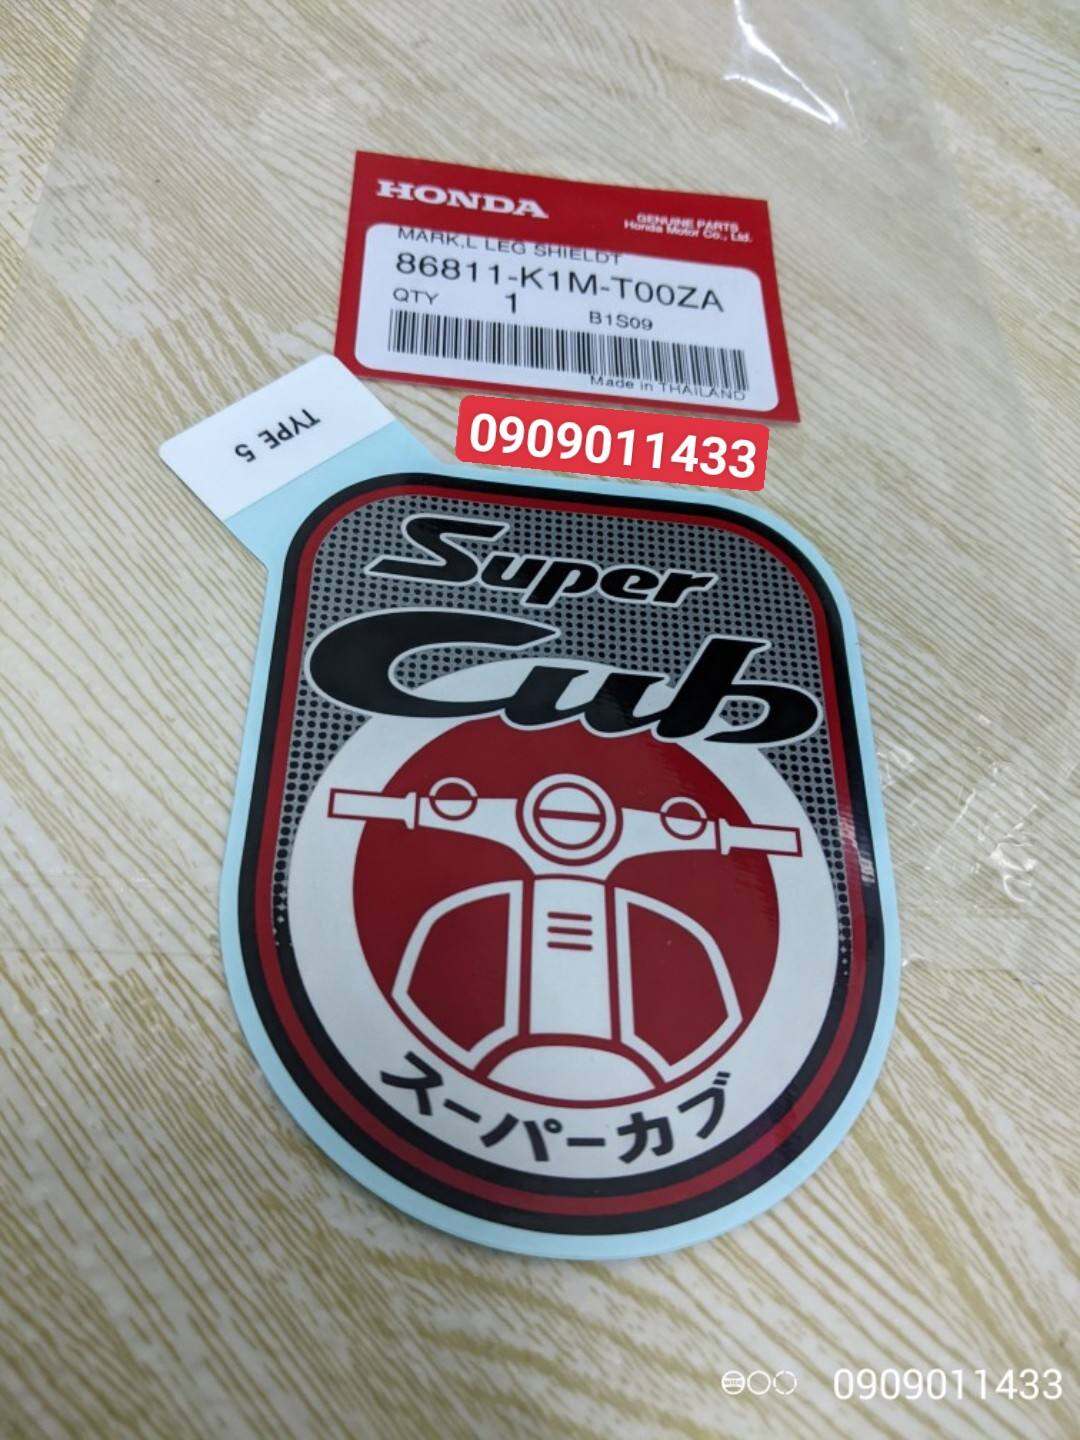 HONDA
GENUINE PARTS
Honda Motor Co., Ltd.
MARK,L LEG SHIELDT
86811-K1M-T00ZA
QTY 1 B1S09
Made in THAILAND
TYPE 5
0909011433
Super
Cub
スーパーカブ
0909011433